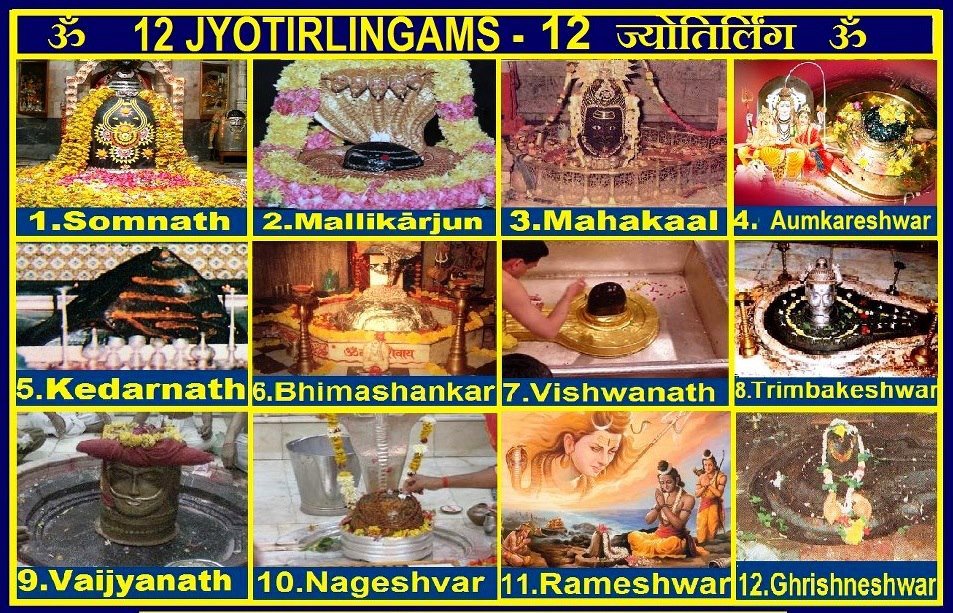 ॐ 12 JYOTIRLINGAMS - 12 ज्योतिर्लिंग ॐ
1.Somnath
2.Mallikārjun
3.Mahakaal
4. Aumkareshwar
5.Kedarnath
6.Bhimashankar
7.Vishwanath
8.Trimbakeshwar
9.Vaijyanath
10.Nageshvar
11.Rameshwar
12.Ghrishneshwar